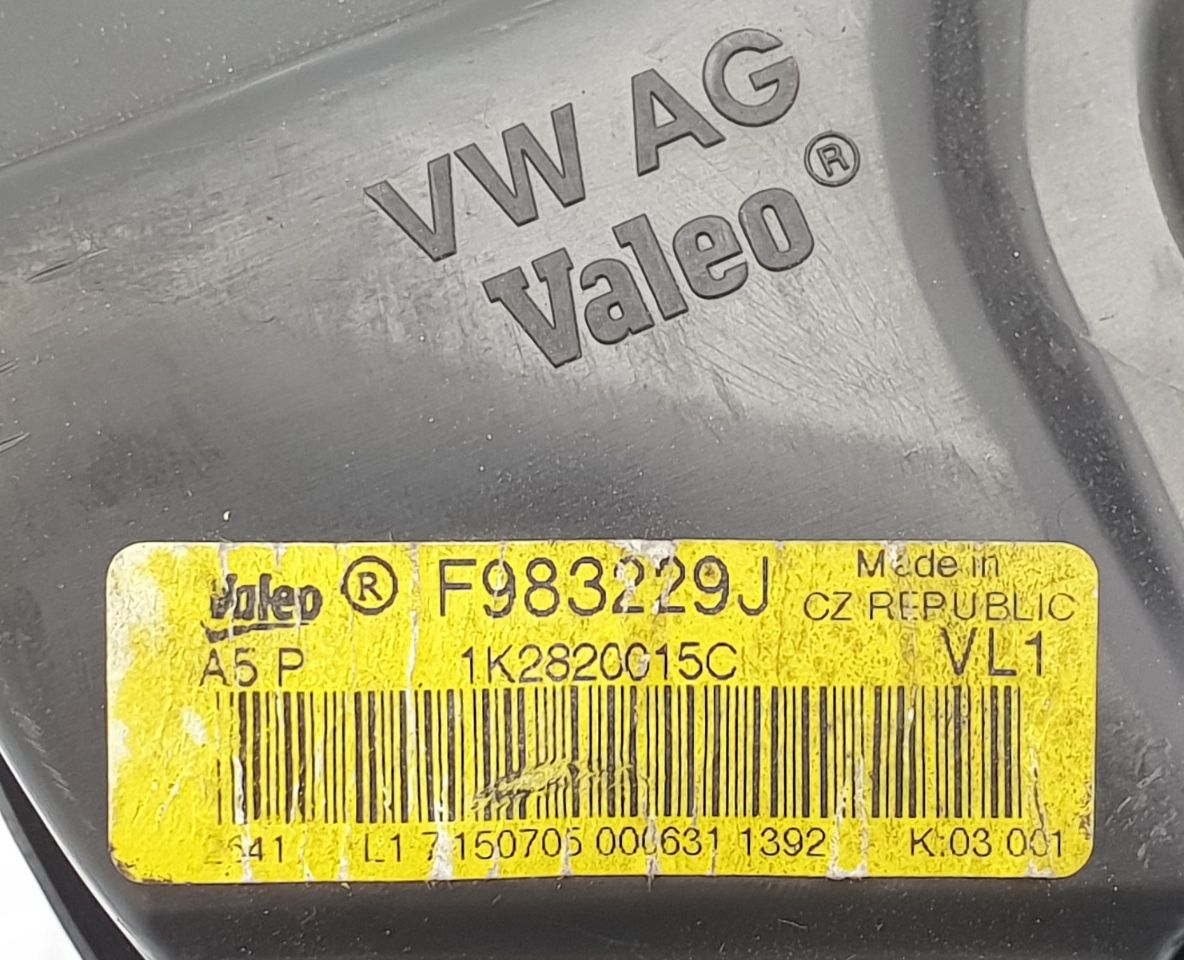 VW AG
Valeo®
Valeo ® F983229J Made in
CZ REPUBLIC
A5 P 1K2820015C VL1
L1 7 150705 000631 1392 K:03 001